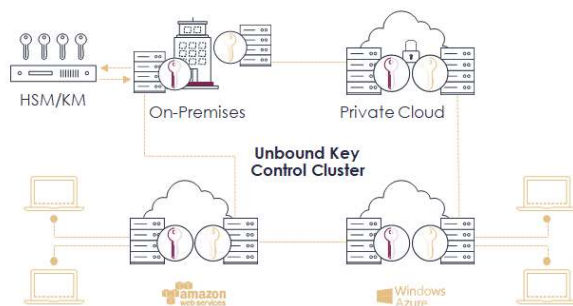 HSM/KM
On-Premises
Private Cloud
Unbound Key
Control Cluster
amazon
web services
Windows
Azure